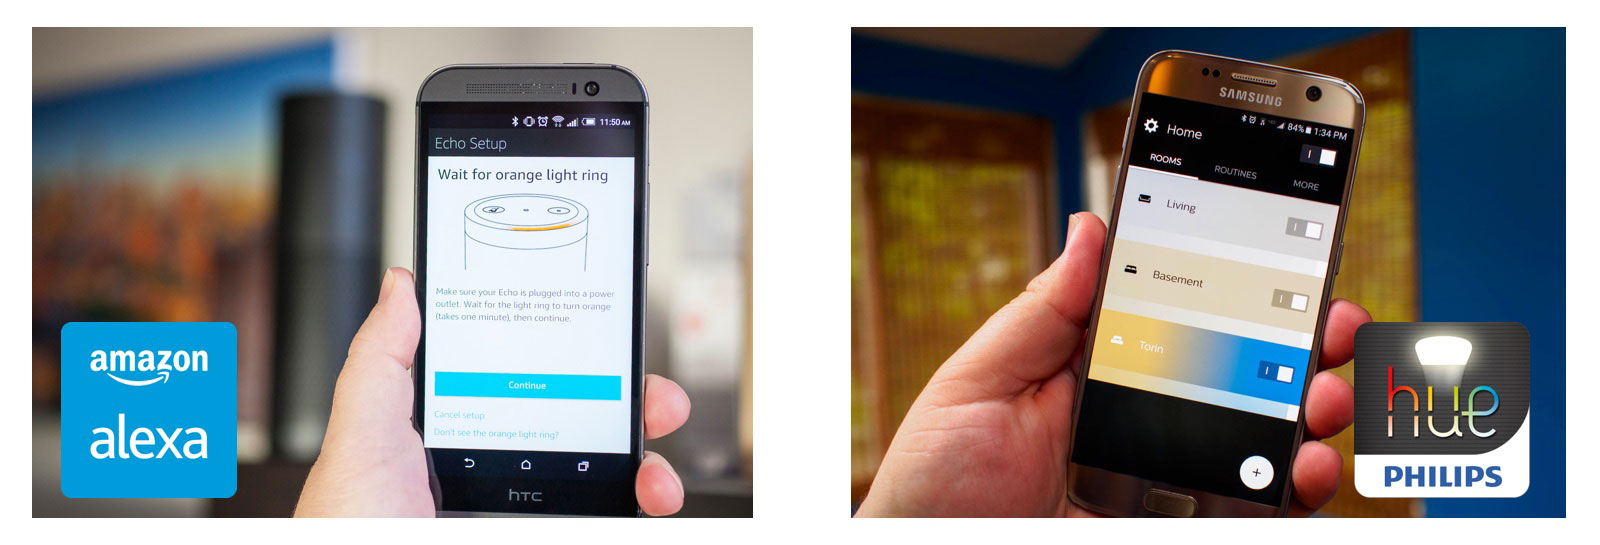 11:50 AM
Echo Setup
Wait for orange light ring
Make sure your Echo is plugged into a power
outlet. Wait for the light ring to turn orange
(takes one minute), then continue.
Continue
Cancel setup
Don't see the orange light ring?
hTC
amazon
alexa
SAMSUNG
84% 1:34 PM
Home
ROOMS
ROUTINES
MORE
Living
Basement
Torin
+
hue
PHILIPS